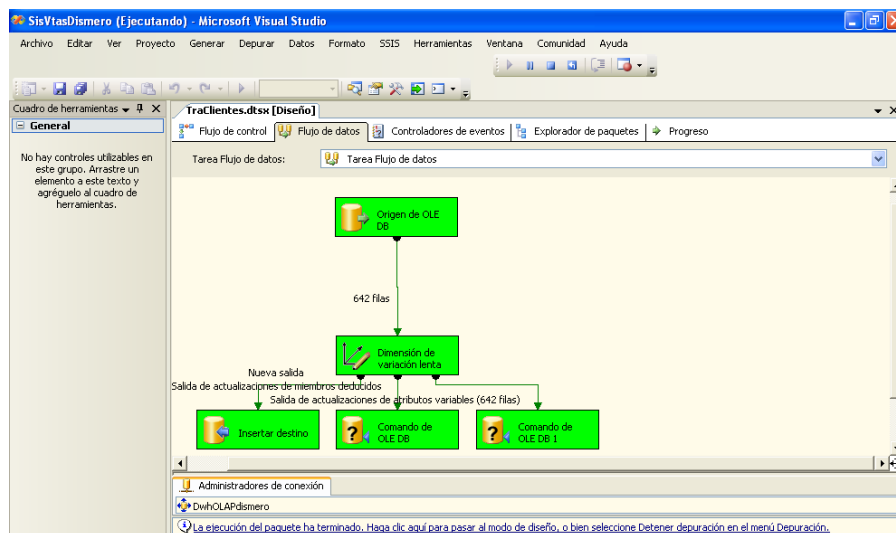 SisVtasDismero (Ejecutando) - Microsoft Visual Studio
Archivo Editar Ver Proyecto Generar Depurar Datos Formato SSIS Herramientas Ventana Comunidad Ayuda
Cuadro de herramientas
General
No hay controles utilizables en
este grupo. Arrastre un
elemento a este texto y
agréguelo al cuadro de
herramientas.
TraClientes.dtsx [Diseño]
Flujo de control Flujo de datos Controladores de eventos Explorador de paquetes Progreso
Tarea Flujo de datos: Tarea Flujo de datos
Origen de OLE
DB
642 filas
Dimensión de
variación lenta
Nueva salida
Salida de actualizaciones de miembros deducidos
Salida de actualizaciones de atributos variables (642 filas)
Insertar destino
Comando de
OLE DB
Comando de
OLE DB 1
Administradores de conexión
DwhOLAPdismero
La ejecución del paquete ha terminado. Haga clic aquí para pasar al modo de diseño, o bien seleccione Detener depuración en el menú Depuración.